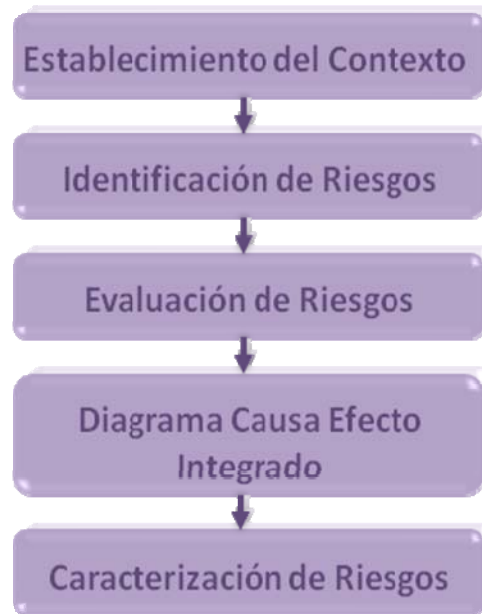 Establecimiento del Contexto
Identificación de Riesgos
Evaluación de Riesgos
Diagrama Causa Efecto
Integrado
Caracterización de Riesgos